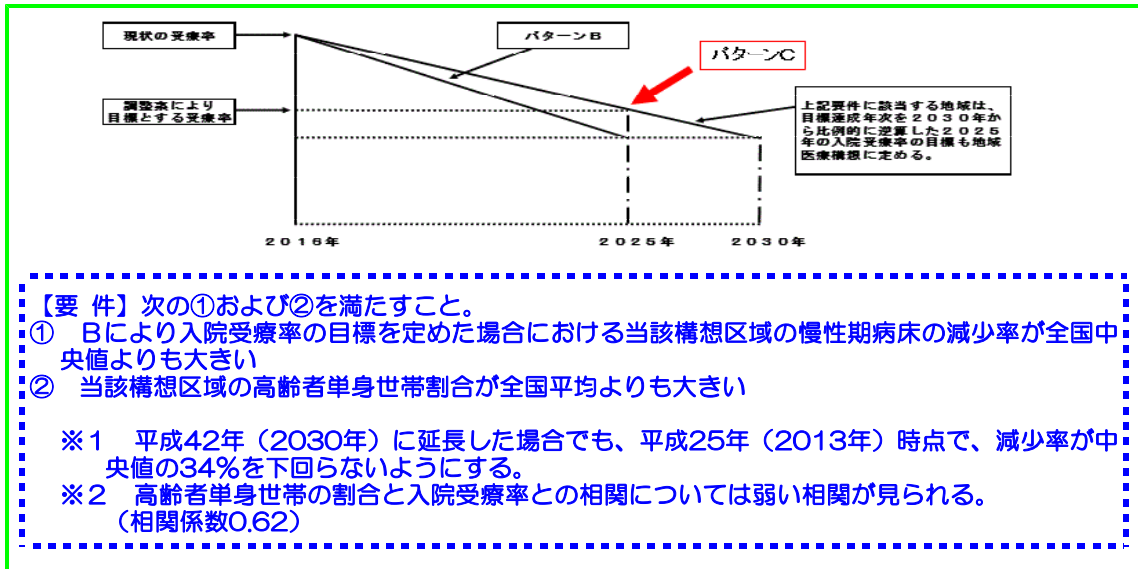 現状の受療率
パターンB
パターンC
調整案により
目標とする受療率
上記要件に該当する地域は、
目標達成年次を2030年か
ら比例的に逆算した2025
年の入院受療率の目標も地域
医療構想に定める。
2016年
2025年
2030年
【要 件】次の①および②を満たすこと。
① Bにより入院受療率の目標を定めた場合における当該構想区域の慢性期病床の減少率が全国中
央値よりも大きい
② 当該構想区域の高齢者単身世帯割合が全国平均よりも大きい
※1 平成42年（2030年）に延長した場合でも、平成25年（2013年）時点で、減少率が中
央値の34%を下回らないようにする。
※2 高齢者単身世帯の割合と入院受療率との相関については弱い相関が見られる。
（相関係数0.62）